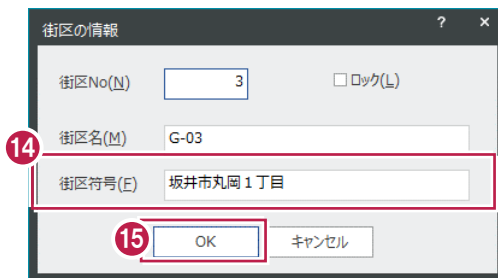 街区の情報 ? ×
街区No(N) 3 ロック(L)
街区名(M) G-03
14
街区符号(F) 坂井市丸岡１丁目
15 OK キャンセル